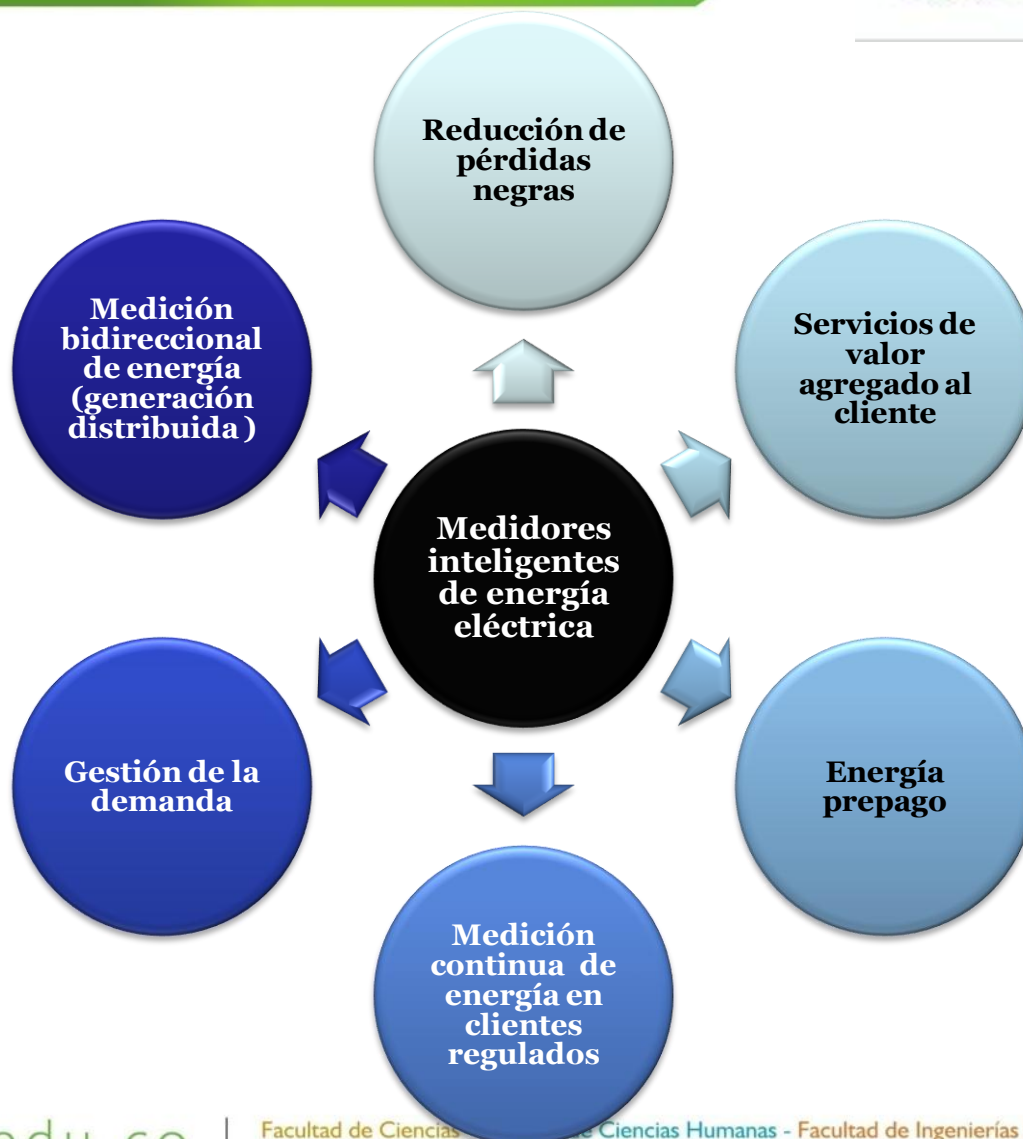 Reducción de
pérdidas
negras
Servicios de
valor
agregado al
cliente
Energía
prepago
Medición
continua de
energía en
clientes
regulados
Gestión de la
demanda
Medición
bidireccional
de energía
(generación
distribuida )
Medidores
inteligentes
de energía
eléctrica
Facultad de Ciencias
Ciencias Humanas - Facultad de Ingenierías